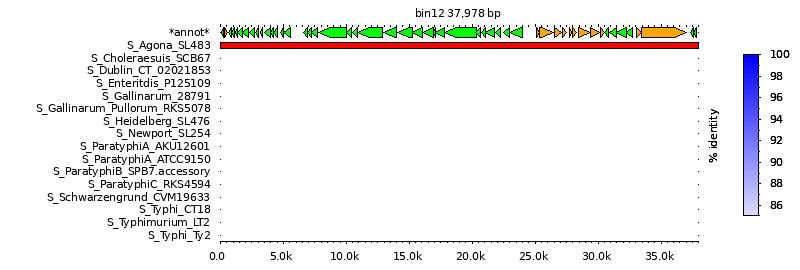 bin12 37,978 bp
*annot*
S_Agona_SL483
S_Choleraesuis_SCB67
S_Dublin_CT_02021853
S_Enteritdis_P125109
S_Gallinarum_28791
S_Gallinarum_Pullorum_RKS5078
S_Heidelberg_SL476
S_Newport_SL254
S_ParatyphiA_AKU12601
S_ParatyphiA_ATCC9150
S_ParatyphiB_SPB7.accessory
S_ParatyphiC_RKS4594
S_Schwarzengrund_CVM19633
S_Typhi_CT18
S_Typhimurium_LT2
S_Typhi_Ty2
0.0 5.0k 10.0k 15.0k 20.0k 25.0k 30.0k 35.0k
% identity
100
98
96
94
92
90
88
86